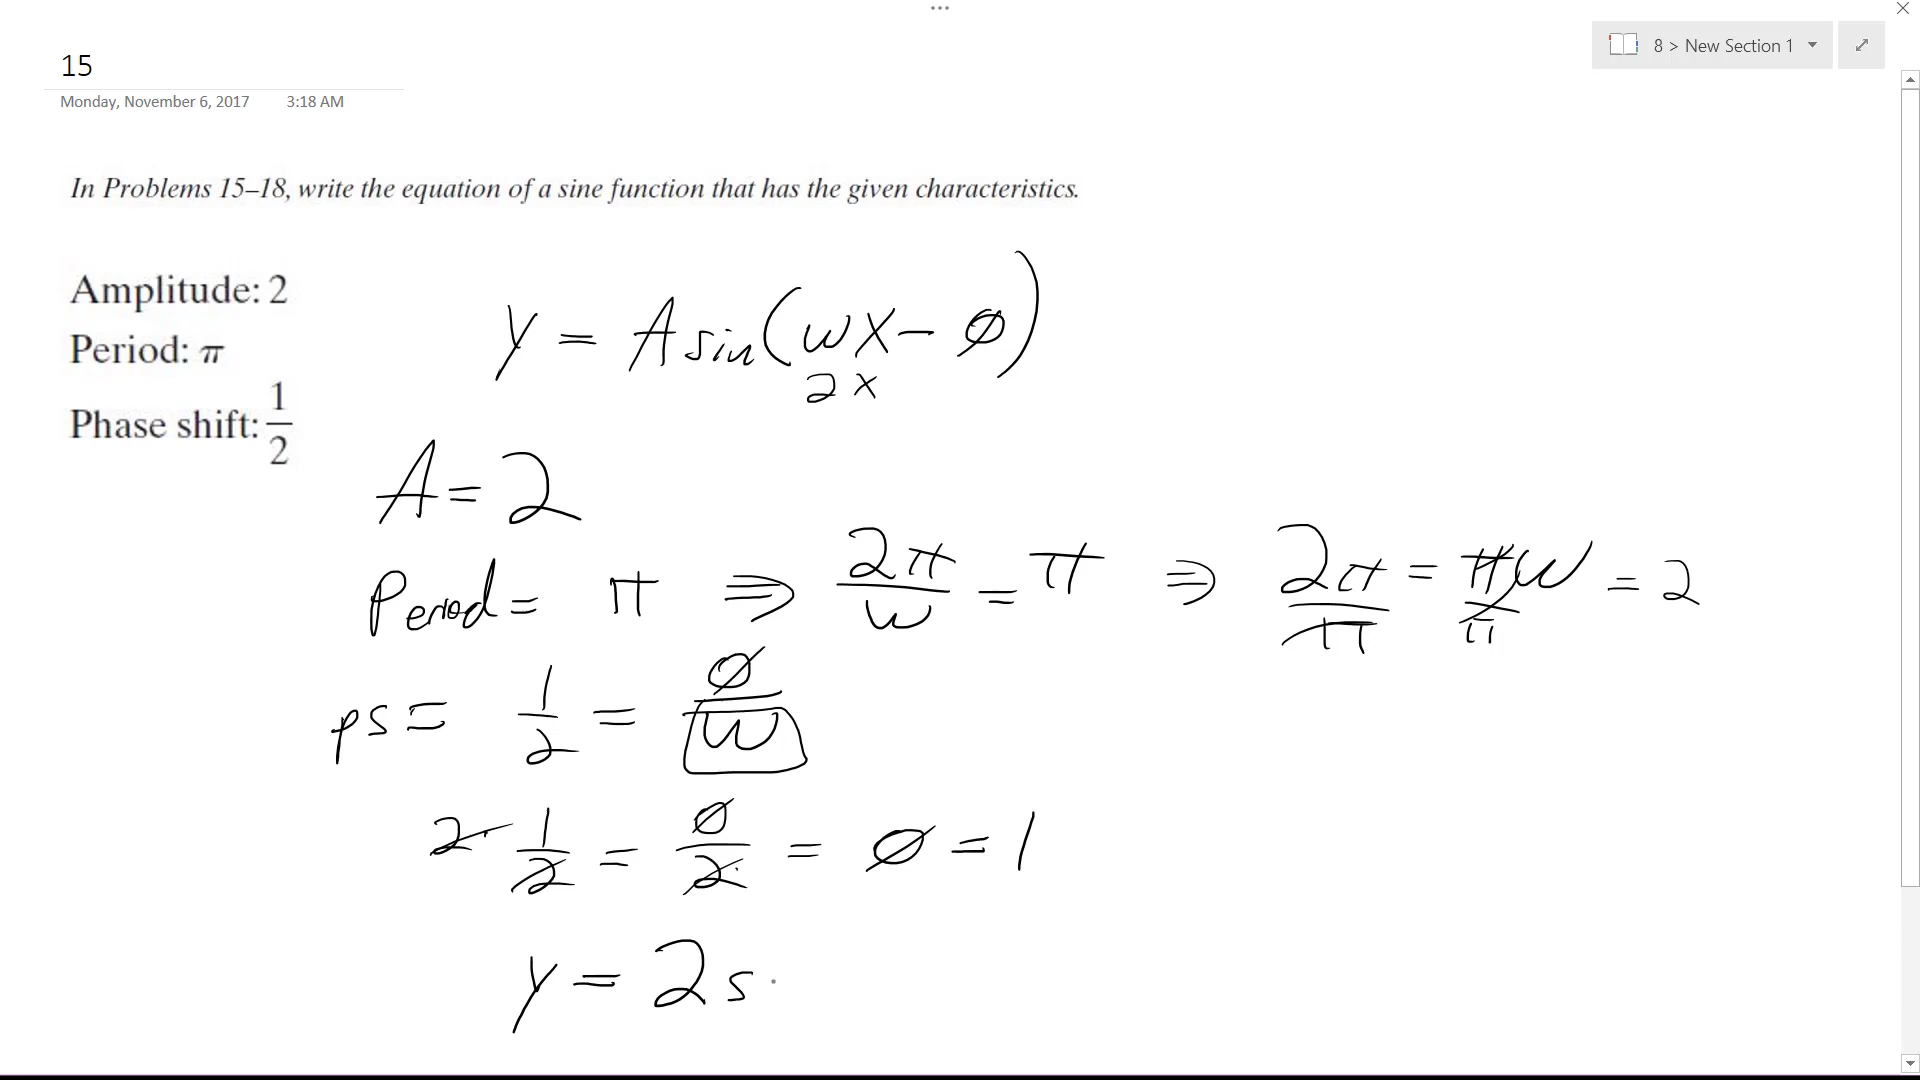 8 > New Section 1
15
Monday, November 6, 2017 3:18 AM
In Problems 15–18, write the equation of a sine function that has the given characteristics.
Amplitude: 2
Period: π
Phase shift: 1/2
y = A sin(wx − ø)
2x
A = 2
Period = π ⇒ 2π/w = π ⇒ 2π/π = πw/π = 2
ps = 1/2 = ø/w
2 · 1/2 = ø/2 = ø = 1
y = 2s